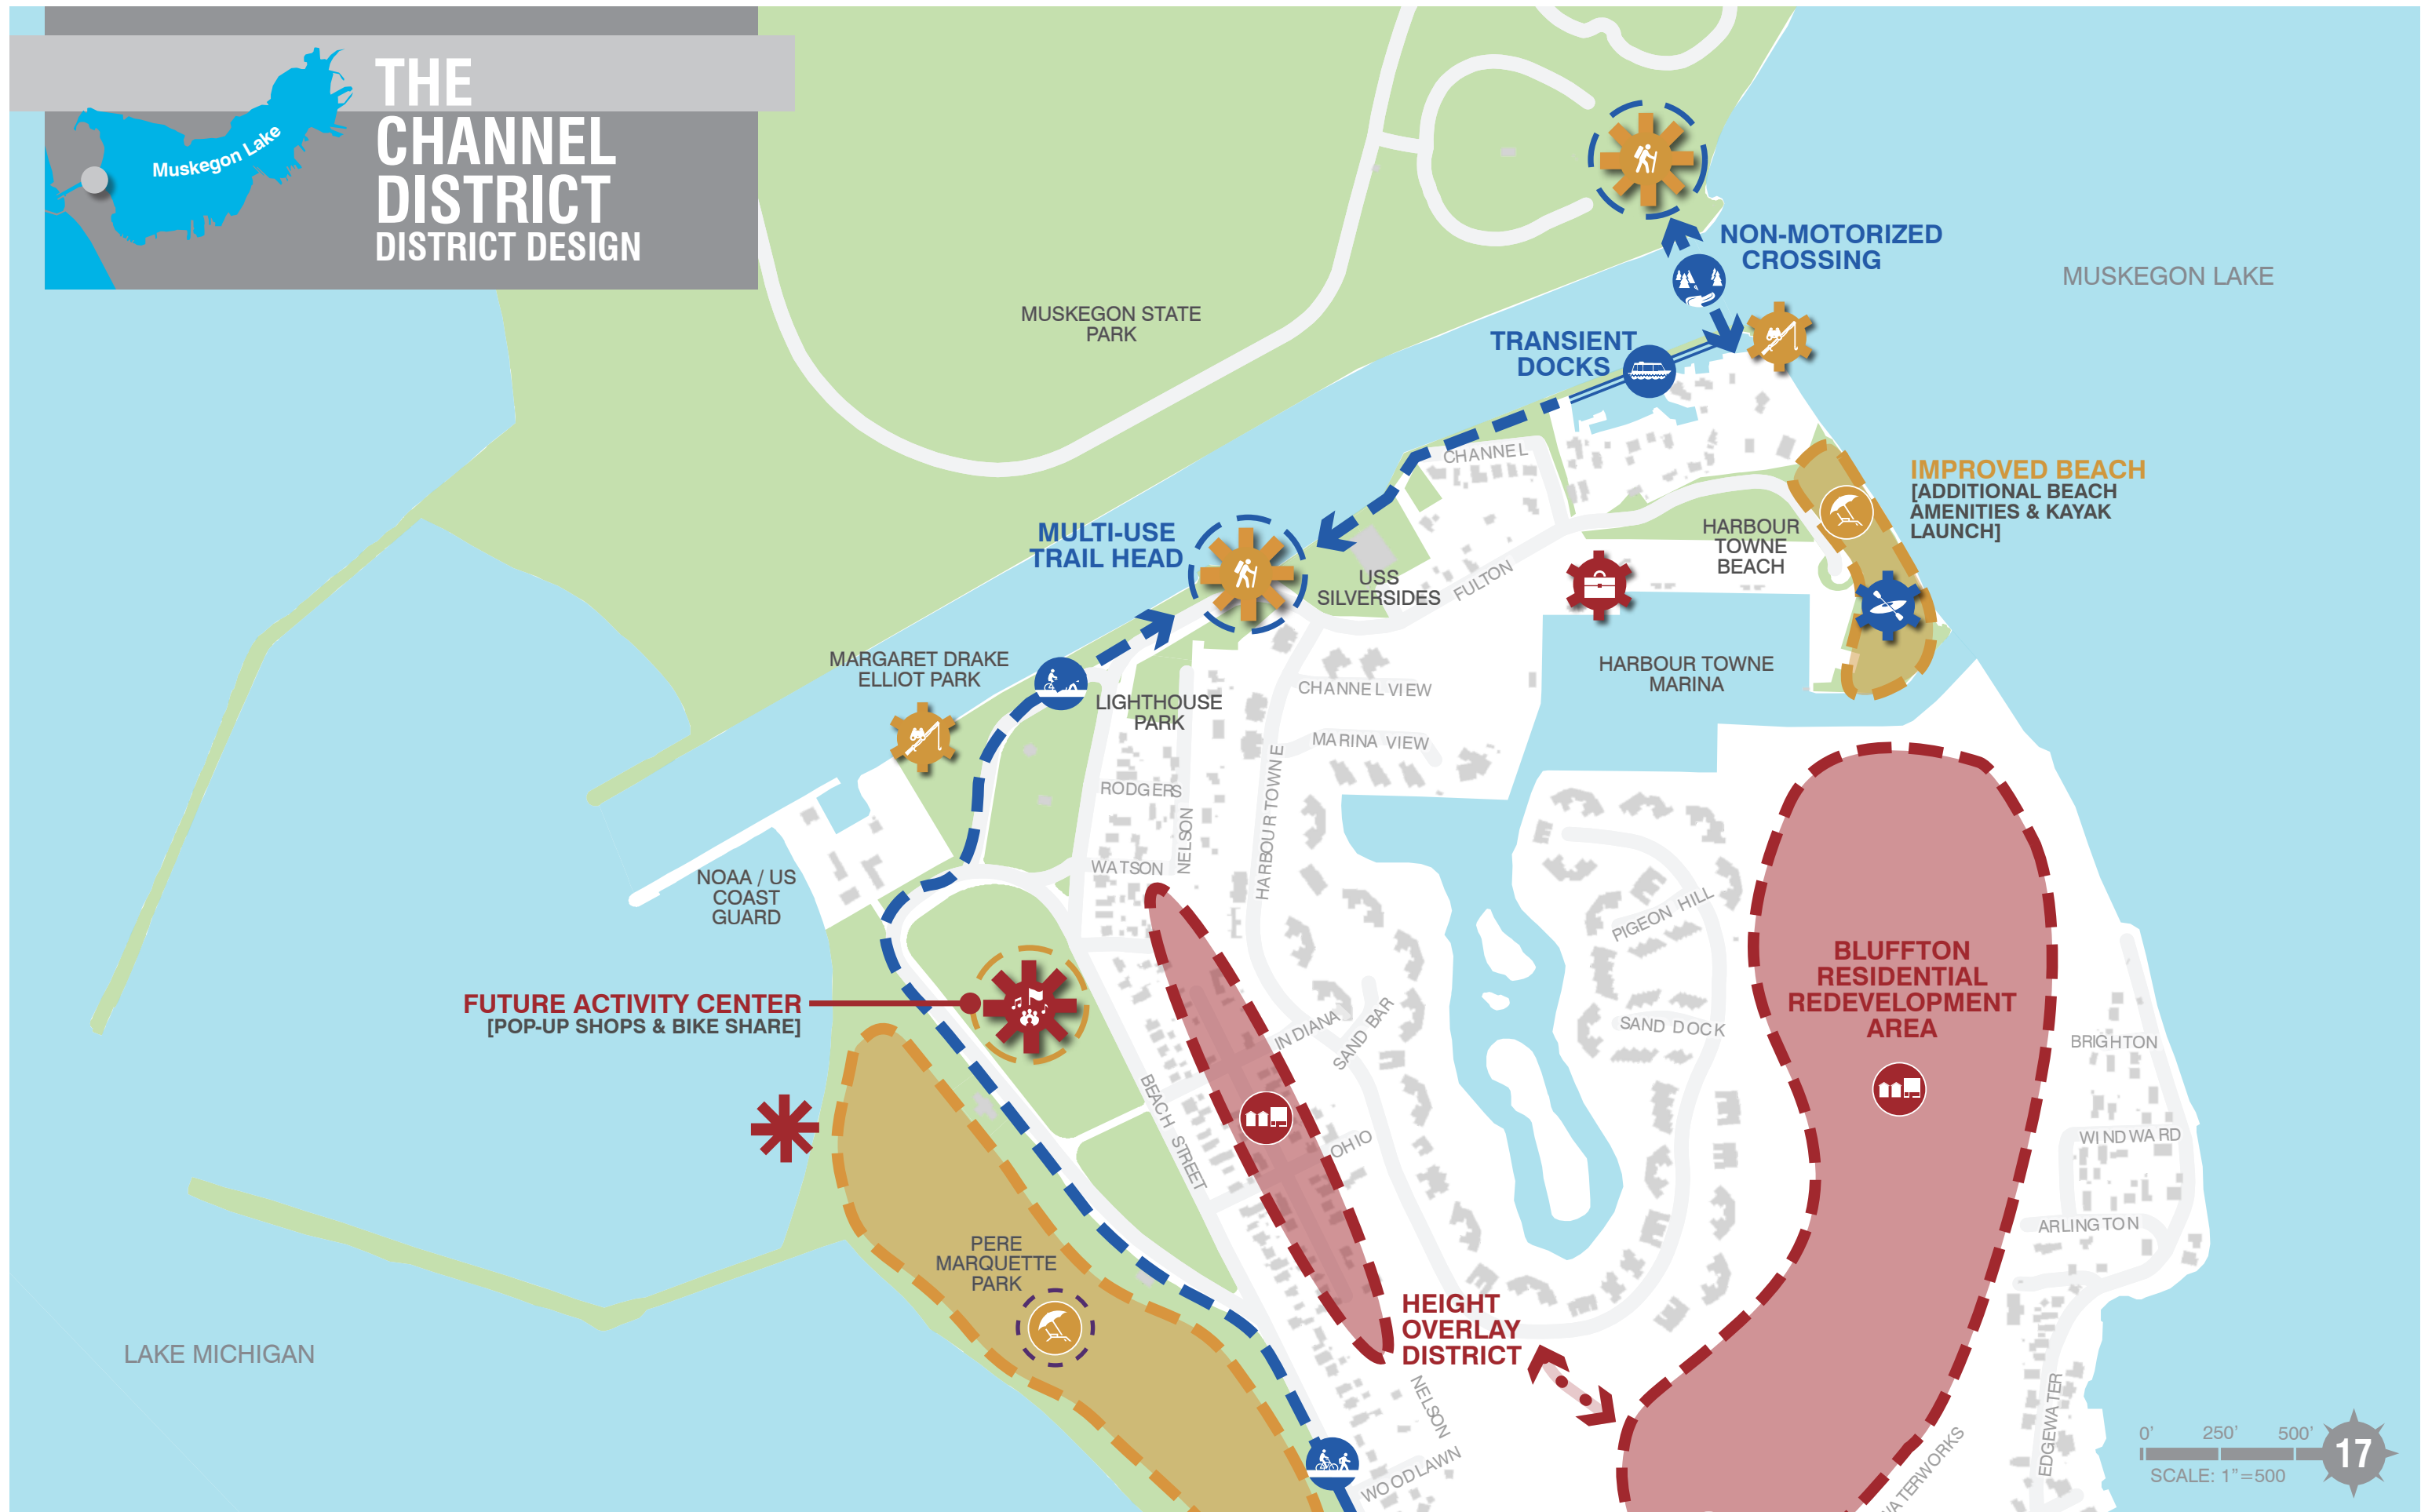 THE
CHANNEL
DISTRICT
DISTRICT DESIGN
Muskegon Lake
NON-MOTORIZED
CROSSING
MUSKEGON LAKE
MUSKEGON STATE
PARK
TRANSIENT
DOCKS
CHANNEL
IMPROVED BEACH
[ADDITIONAL BEACH
AMENITIES & KAYAK
LAUNCH]
MULTI-USE
TRAIL HEAD
HARBOUR
TOWNE
BEACH
USS
SILVERSIDES
FULTON
MARGARET DRAKE
ELLIOT PARK
HARBOUR TOWNE
MARINA
CHANNEL VIEW
LIGHTHOUSE
PARK
MARINA VIEW
RODGERS
NELSON
HARBOUR TOWNE
WATSON
NOAA / US
COAST
GUARD
PIGEON HILL
BLUFFTON
RESIDENTIAL
REDEVELOPMENT
AREA
FUTURE ACTIVITY CENTER
[POP-UP SHOPS & BIKE SHARE]
INDIANA
SAND BAR
SAND DOCK
BRIGHTON
BEACH STREET
OHIO
WINDWARD
ARLINGTON
PERE
MARQUETTE
PARK
HEIGHT
OVERLAY
DISTRICT
LAKE MICHIGAN
NELSON
WOODLAWN
EDGEWATER
WATERWORKS
0' 250' 500'
SCALE: 1"=500
17